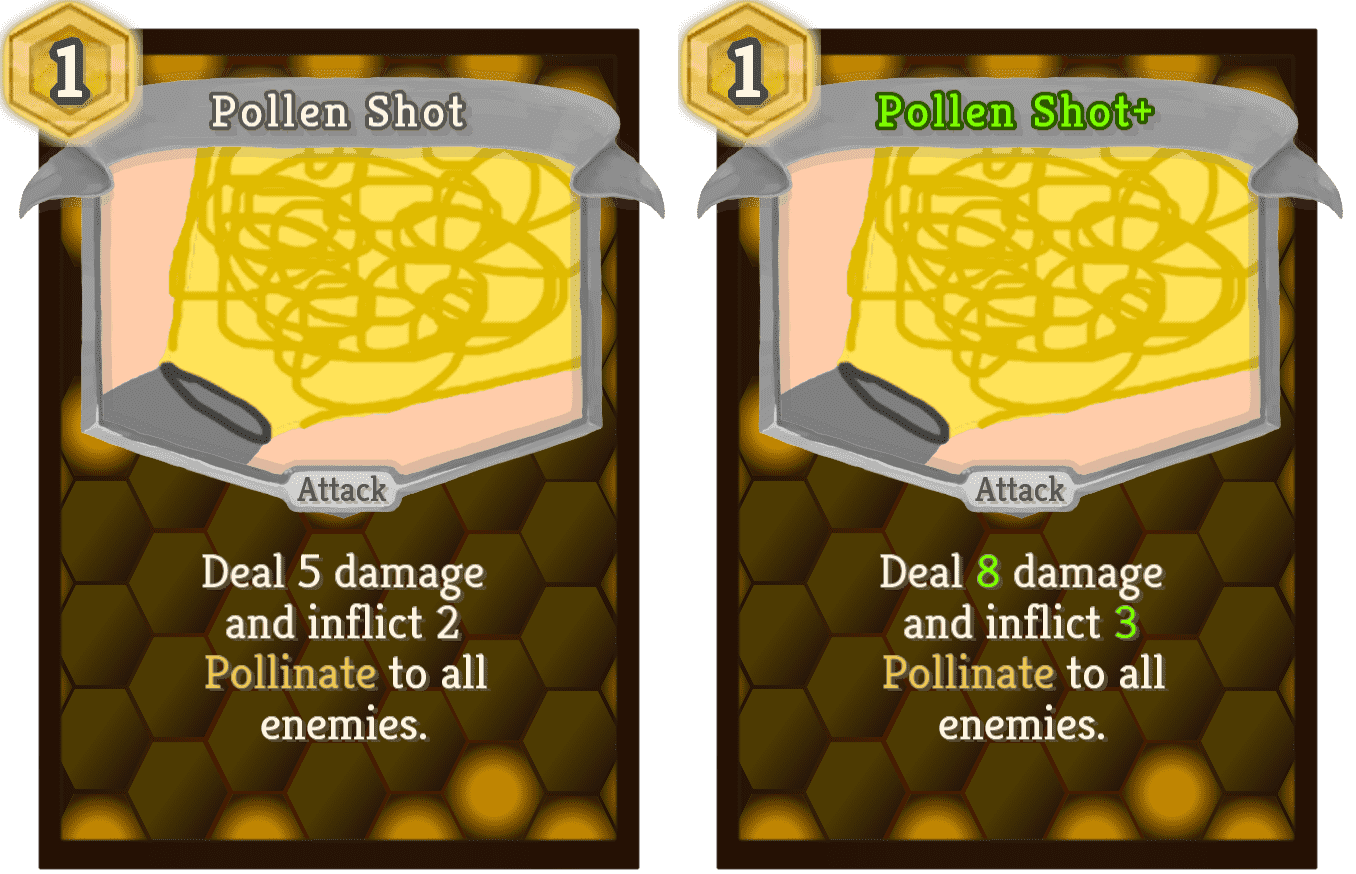 1
Pollen Shot
Attack
Deal 5 damage
and inflict 2
Pollinate to all
enemies.
1
Pollen Shot+
Attack
Deal 8 damage
and inflict 3
Pollinate to all
enemies.